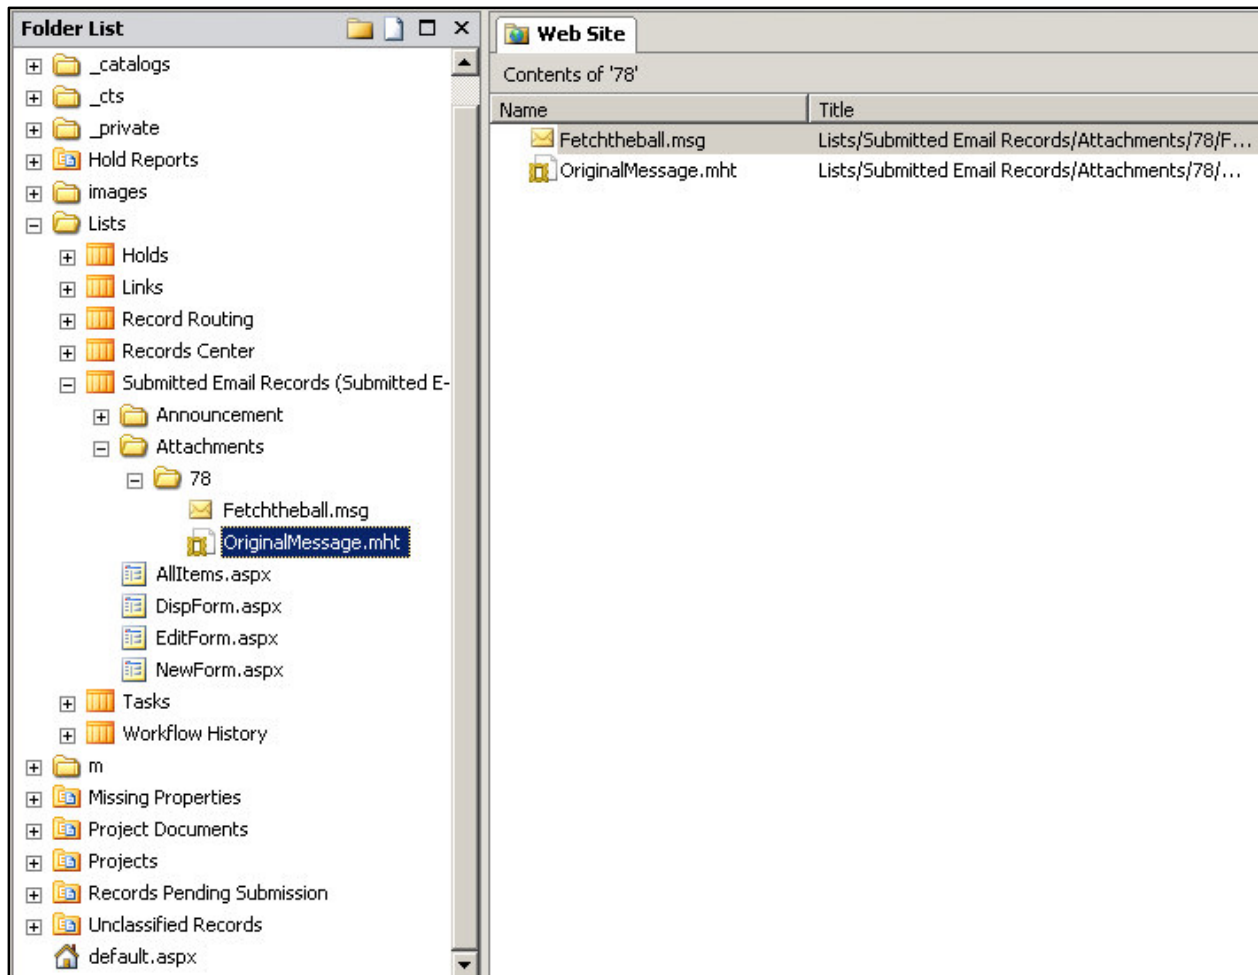 Folder List
_catalogs
_cts
_private
Hold Reports
images
Lists
Holds
Links
Record Routing
Records Center
Submitted Email Records (Submitted E-
Announcement
Attachments
78
Fetchtheball.msg
OriginalMessage.mht
AllItems.aspx
DispForm.aspx
EditForm.aspx
NewForm.aspx
Tasks
Workflow History
m
Missing Properties
Project Documents
Projects
Records Pending Submission
Unclassified Records
default.aspx
Web Site
Contents of '78'
Name Title
Fetchtheball.msg Lists/Submitted Email Records/Attachments/78/F...
OriginalMessage.mht Lists/Submitted Email Records/Attachments/78/...